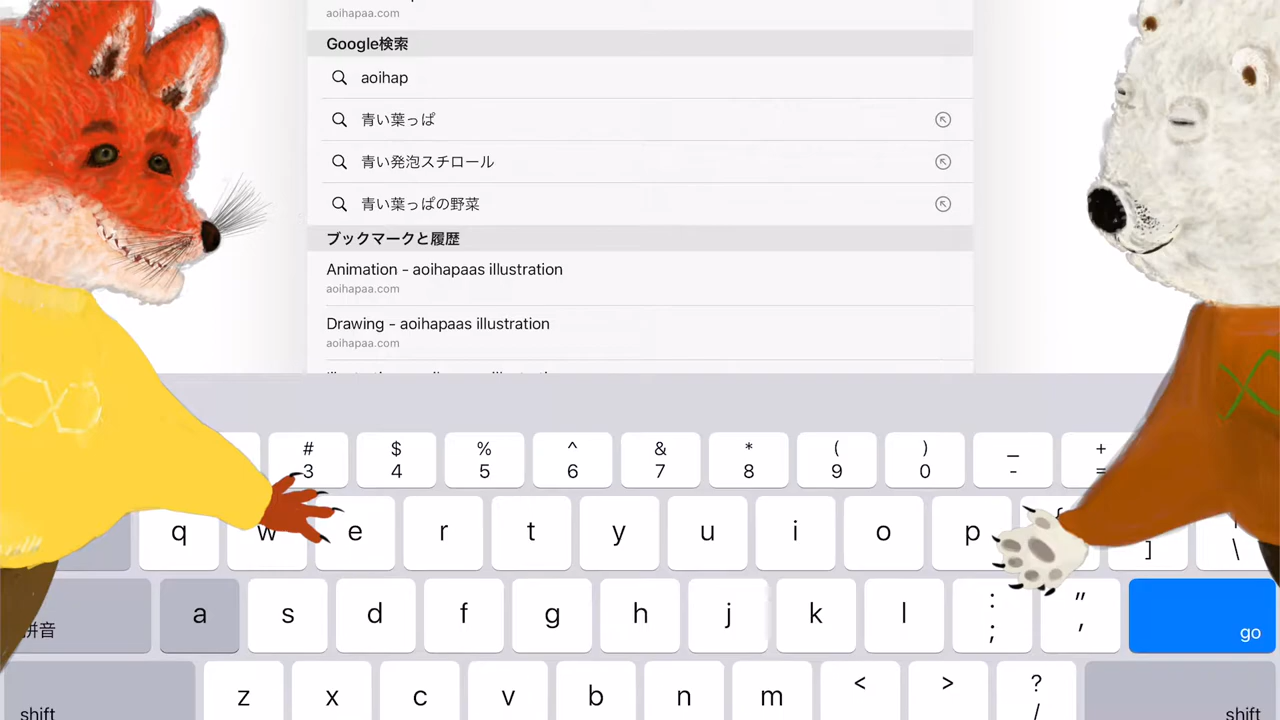 aoihapaa.com
Google検索
aoihap
青い葉っぱ
青い発泡スチロール
青い葉っぱの野菜
ブックマークと履歴
Animation - aoihapaas illustration
aoihapaa.com
Drawing - aoihapaas illustration
aoihapaa.com
# $ % ^ & * ( ) _ +
3 4 5 6 7 8 9 0 - =
q w e r t y u i o p ]  \
拼音 a s d f g h j k l : ; " ' go
shift z x c v b n m < > ? / shift